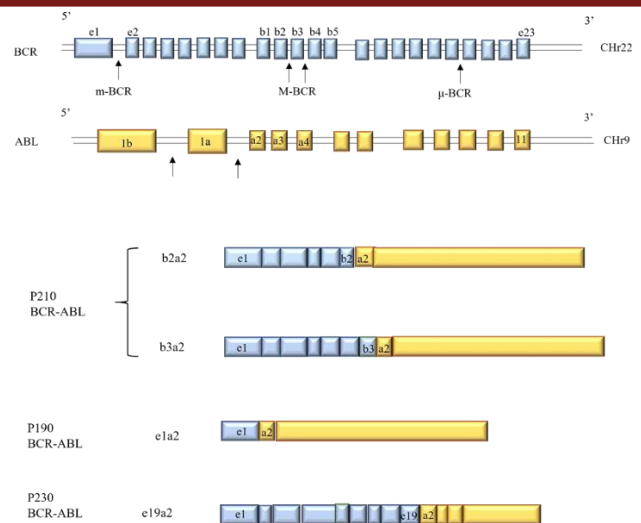 5’ 3’
e1 e2 b1 b2 b3 b4 b5 e23
BCR CHr22
m-BCR M-BCR μ-BCR
5’ 3’
ABL 1b 1a a2 a3 a4 11 CHr9
b2a2 e1 b2 a2
P210
BCR-ABL
b3a2 e1 b3 a2
P190
BCR-ABL
e1a2 e1 a2
P230
BCR-ABL
e19a2 e1 e19 a2